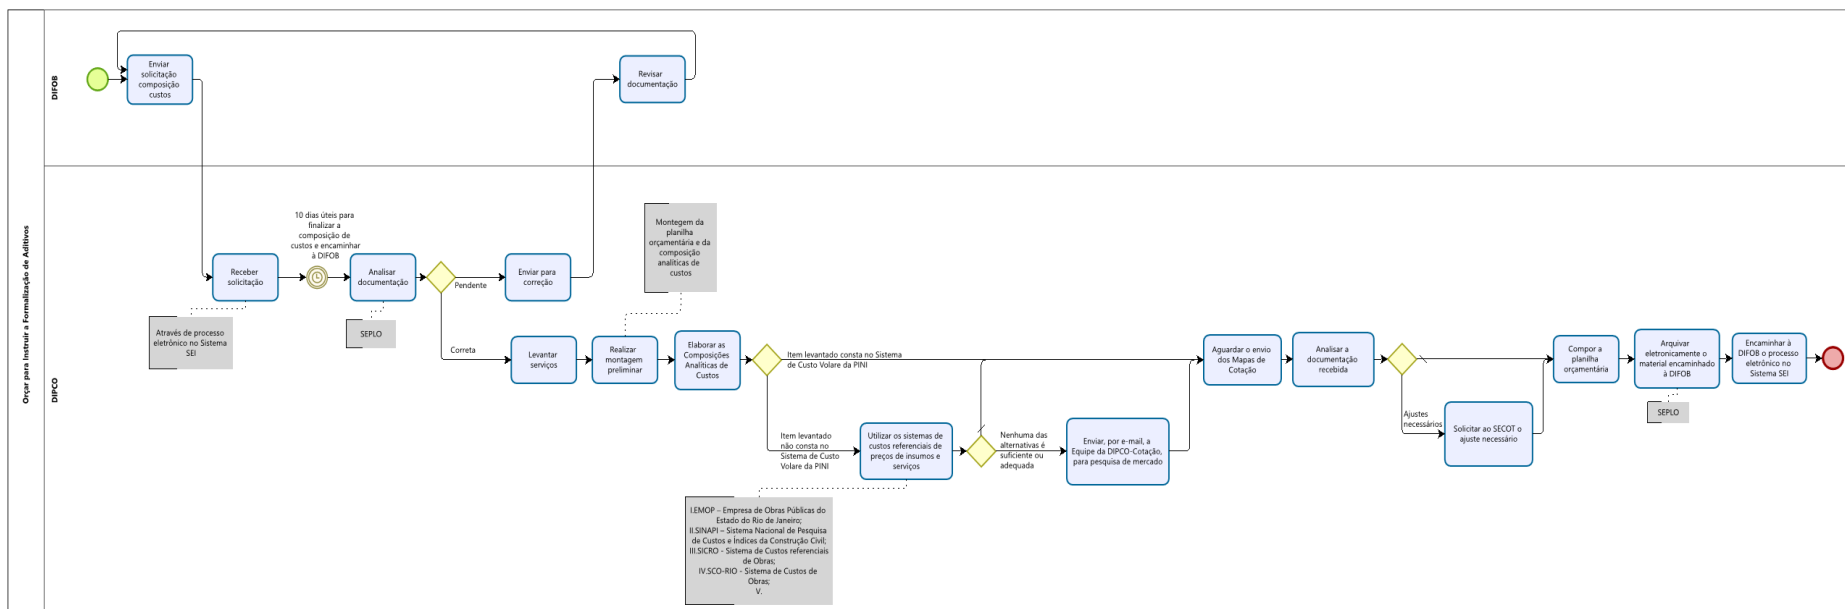 Orçar para Instruir a Formalização de Aditivos
DIFOB
Enviar
solicitação
composição
custos
Revisar
documentação
DIPCO
Receber
solicitação
Através de processo
eletrônico no Sistema
SEI
10 dias úteis para
finalizar a
composição de
custos e encaminhar
à DIFOB
Analisar
documentação
SEPLO
Pendente
Enviar para
correção
Correta
Levantar
serviços
Realizar
montagem
preliminar
Montegem da
planilha
orçamentária e da
composição
analíticas de
custos
Elaborar as
Composições
Analíticas de
Custos
Item levantado consta no Sistema
de Custo Volare da PINI
Item levantado
não consta no
Sistema de Custo
Volare da PINI
Utilizar os sistemas de
custos referenciais de
preços de insumos e
serviços
I.EMOP – Empresa de Obras Públicas do
Estado do Rio de Janeiro;
II.SINAPI – Sistema Nacional de Pesquisa
de Custos e Índices da Construção Civil;
III.SICRO - Sistema de Custos referenciais
de Obras;
IV.SCO-RIO - Sistema de Custos de
Obras;
V.
Nenhuma das
alternativas é
suficiente ou
adequada
Enviar, por e-mail, a
Equipe da DIPCO-Cotação,
para pesquisa de mercado
Aguardar o envio
dos Mapas de
Cotação
Analisar a
documentação
recebida
Ajustes
necessários
Solicitar ao SECOT o
ajuste necessário
Compor a
planilha
orçamentária
Arquivar
eletronicamente o
material encaminhado
à DIFOB
SEPLO
Encaminhar à
DIFOB o processo
eletrônico no
Sistema SEI